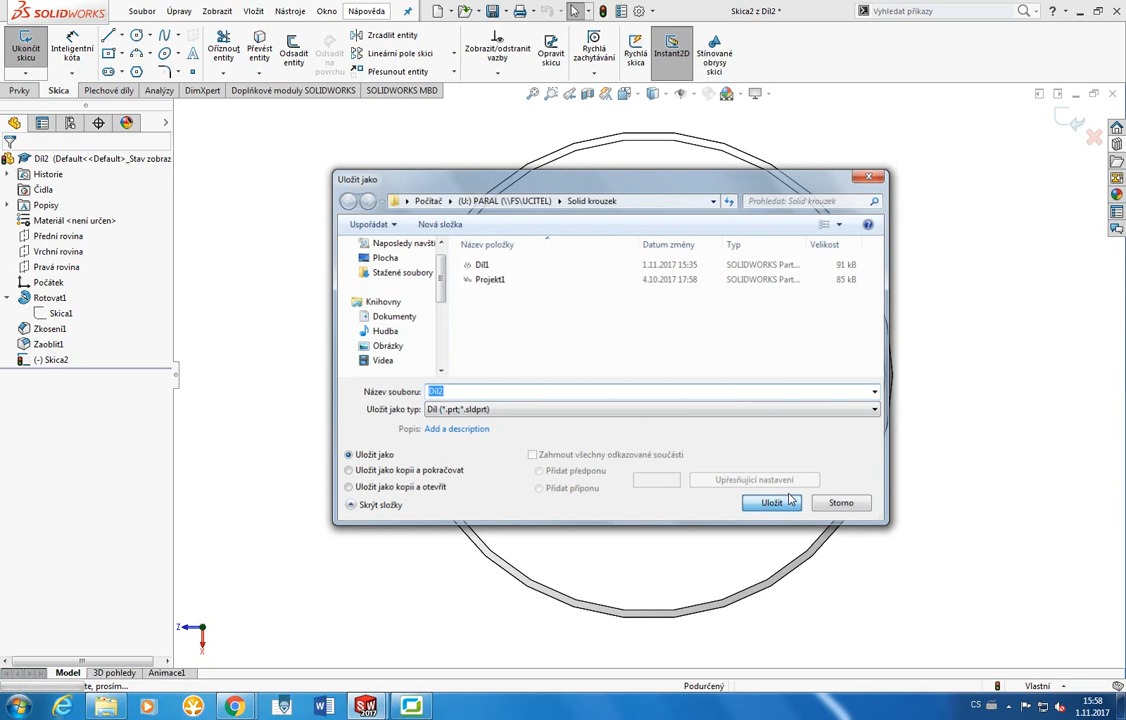 SOLIDWORKS
Soubor Úpravy Zobrazit Vložit Nástroje Okno Nápověda
Skica2 z Díl2 *
Vyhledat příkazy
Ukončit skicu
Inteligentní kóta
Oříznout entity
Převést entity
Odsadit entity
Odsadit na povrchu
Zrcadlit entity
Lineární pole skici
Přesunout entity
Zobrazit/odstranit vazby
Opravit skicu
Rychlá zachytávání
Rychlá skica
Instant2D
Stínované obrysy skici
Prvky Skica Plechové díly Analýzy DimXpert Doplňkové moduly SOLIDWORKS SOLIDWORKS MBD
Díl2 (Default<<Default>_Stav zobraz
Historie
Čidla
Popisy
Materiál <není určen>
Přední rovina
Vrchní rovina
Pravá rovina
Počátek
Rotovat1
Skica1
Zkosení1
Zaoblit1
(-) Skica2
Uložit jako
Počítač (U:) PARAL (\\FS\UCITEL) Solid krouzek
Prohledat: Solid krouzek
Uspořádat Nová složka
Naposledy navští
Plocha
Stažené soubory
Knihovny
Dokumenty
Hudba
Obrázky
Videa
Název položky Datum změny Typ Velikost
Díl1 1.11.2017 15:35 SOLIDWORKS Part... 91 kB
Projekt1 4.10.2017 17:58 SOLIDWORKS Part... 85 kB
Název souboru: Díl2
Uložit jako typ: Díl (*.prt;*.sldprt)
Popis: Add a description
Uložit jako
Uložit jako kopii a pokračovat
Uložit jako kopii a otevřít
Zahrnout všechny odkazované součásti
Přidat předponu
Přidat příponu
Upřesňující nastavení
Skrýt složky
Uložit Storno
Z
X
Model 3D pohledy Animace1
te, prosím...
Podurčený
Vlastní
SW 2017
CS
15:58
1.11.2017